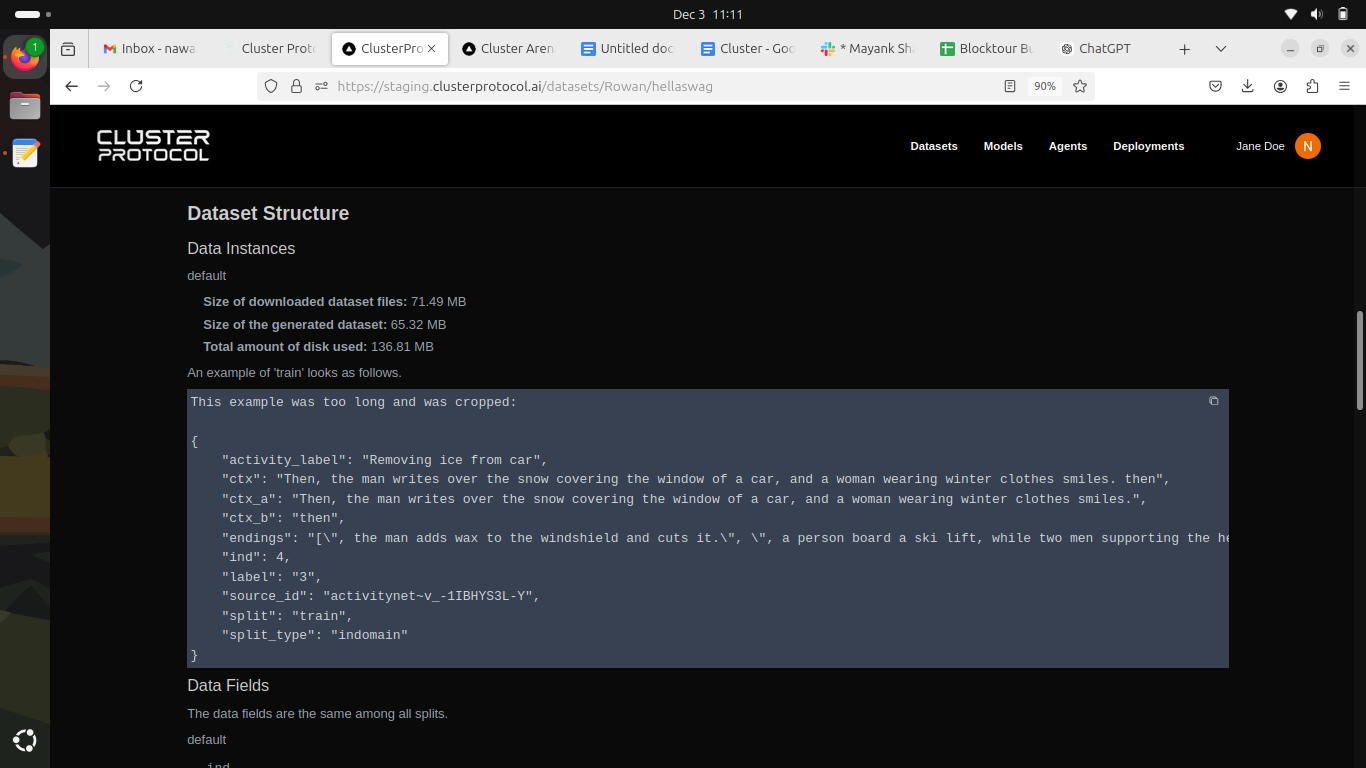 Dec 3 11:11
1
Inbox - nawa
Cluster Proto
ClusterPro
Cluster Aren
Untitled doc
Cluster - Goo
* Mayank Sh
Blocktour Bu
ChatGPT
https://staging.clusterprotocol.ai/datasets/Rowan/hellaswag
90%
CLUSTER
PROTOCOL
Datasets
Models
Agents
Deployments
Jane Doe
N
Dataset Structure
Data Instances
default
Size of downloaded dataset files: 71.49 MB
Size of the generated dataset: 65.32 MB
Total amount of disk used: 136.81 MB
An example of 'train' looks as follows.
This example was too long and was cropped:
{
"activity_label": "Removing ice from car",
"ctx": "Then, the man writes over the snow covering the window of a car, and a woman wearing winter clothes smiles. then",
"ctx_a": "Then, the man writes over the snow covering the window of a car, and a woman wearing winter clothes smiles.",
"ctx_b": "then",
"endings": "[\", the man adds wax to the windshield and cuts it.\", \", a person board a ski lift, while two men supporting the he
"ind": 4,
"label": "3",
"source_id": "activitynet~v_-1IBHYS3L-Y",
"split": "train",
"split_type": "indomain"
}
Data Fields
The data fields are the same among all splits.
default
ind